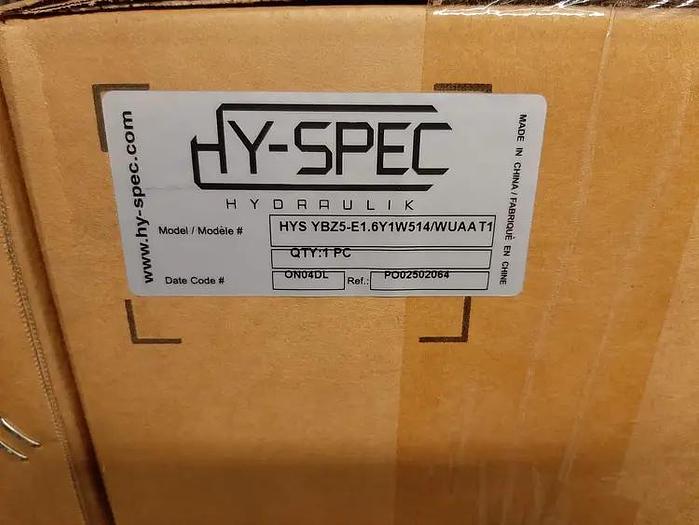 HY-SPEC
HYDRAULIK
www.hy-spec.com
MADE IN CHINA / FABRIQUÉ EN CHINE
Model / Modèle # HYS YBZ5-E1.6Y1W514/WUAAT1
QTY:1 PC
Date Code # ON04DL Ref.: PO02502064